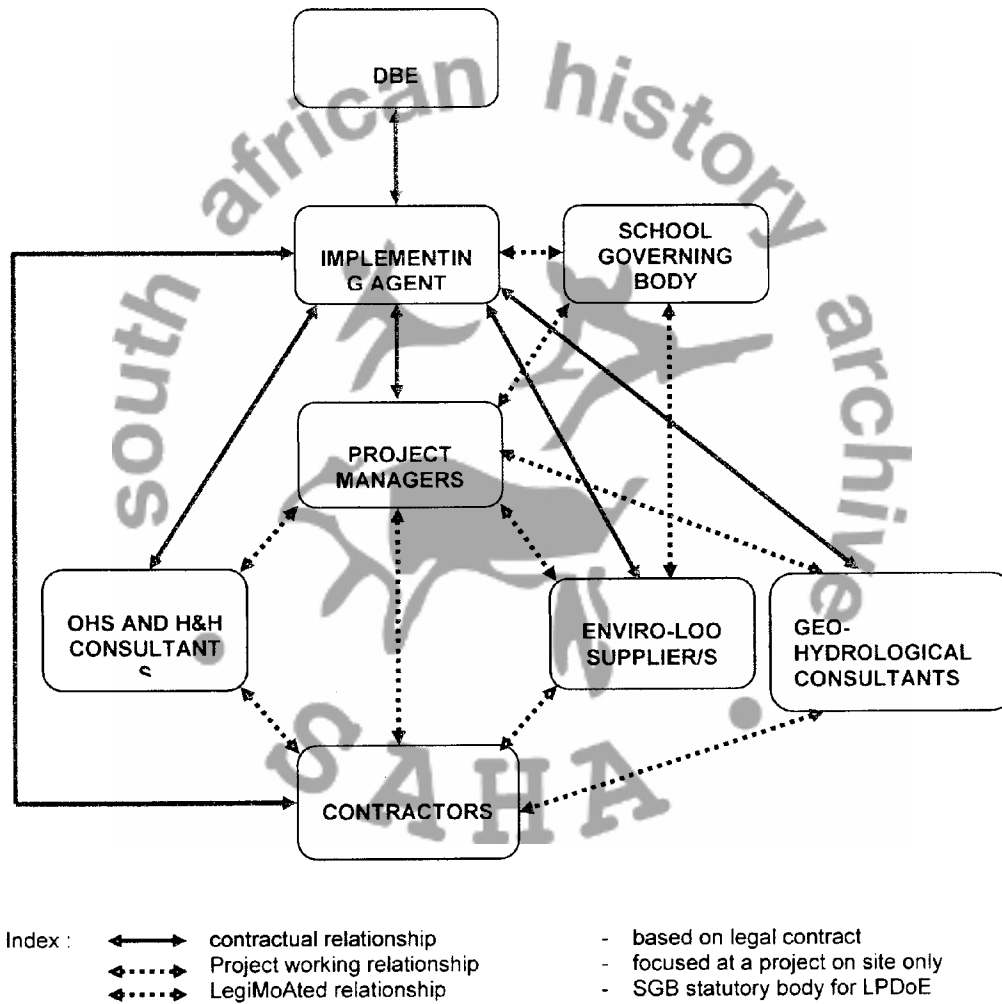 DBE
IMPLEMENTIN
G AGENT
SCHOOL
GOVERNING
BODY
PROJECT
MANAGERS
OHS AND H&H
CONSULTANT
S
ENVIRO-LOO
SUPPLIER/S
GEO-
HYDROLOGICAL
CONSULTANTS
CONTRACTORS
south african history archive
SAHA
Index : contractual relationship - based on legal contract
Project working relationship - focused at a project on site only
LegiMoAted relationship - SGB statutory body for LPDoE